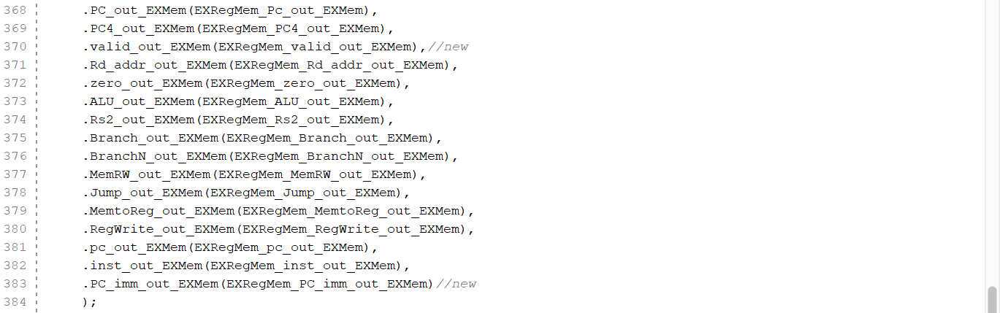 368 .PC_out_EXMem(EXRegMem_Pc_out_EXMem),
369 .PC4_out_EXMem(EXRegMem_PC4_out_EXMem),
370 .valid_out_EXMem(EXRegMem_valid_out_EXMem),//new
371 .Rd_addr_out_EXMem(EXRegMem_Rd_addr_out_EXMem),
372 .zero_out_EXMem(EXRegMem_zero_out_EXMem),
373 .ALU_out_EXMem(EXRegMem_ALU_out_EXMem),
374 .Rs2_out_EXMem(EXRegMem_Rs2_out_EXMem),
375 .Branch_out_EXMem(EXRegMem_Branch_out_EXMem),
376 .BranchN_out_EXMem(EXRegMem_BranchN_out_EXMem),
377 .MemRW_out_EXMem(EXRegMem_MemRW_out_EXMem),
378 .Jump_out_EXMem(EXRegMem_Jump_out_EXMem),
379 .MemtoReg_out_EXMem(EXRegMem_MemtoReg_out_EXMem),
380 .RegWrite_out_EXMem(EXRegMem_RegWrite_out_EXMem),
381 .pc_out_EXMem(EXRegMem_pc_out_EXMem),
382 .inst_out_EXMem(EXRegMem_inst_out_EXMem),
383 .PC_imm_out_EXMem(EXRegMem_PC_imm_out_EXMem)//new
384 );